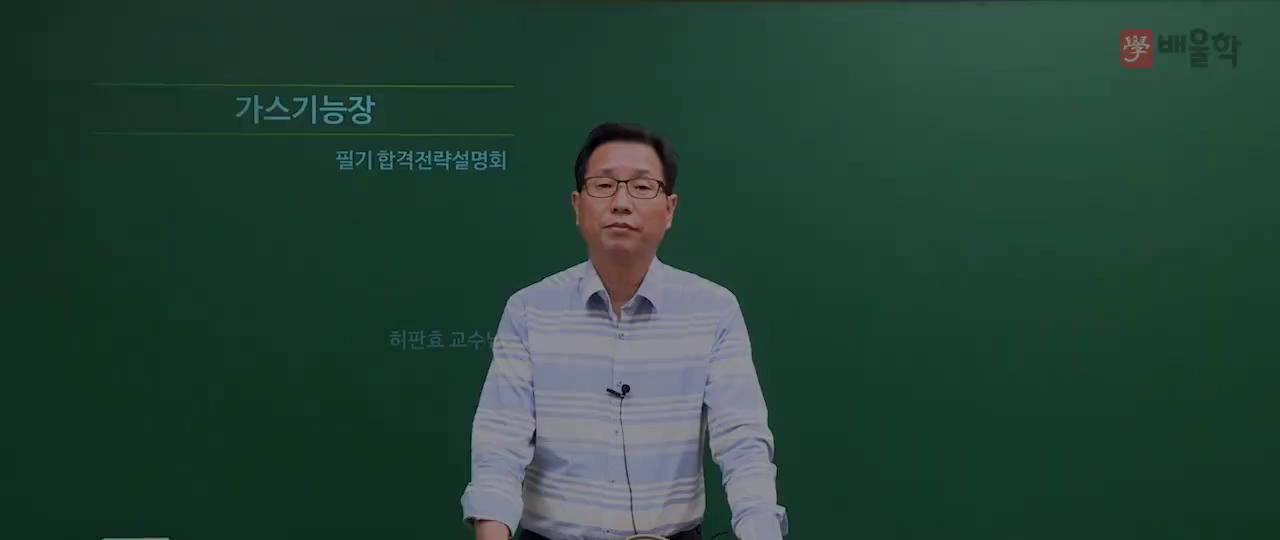 學 배울학
가스기능장
필기 합격전략설명회
허판효 교수